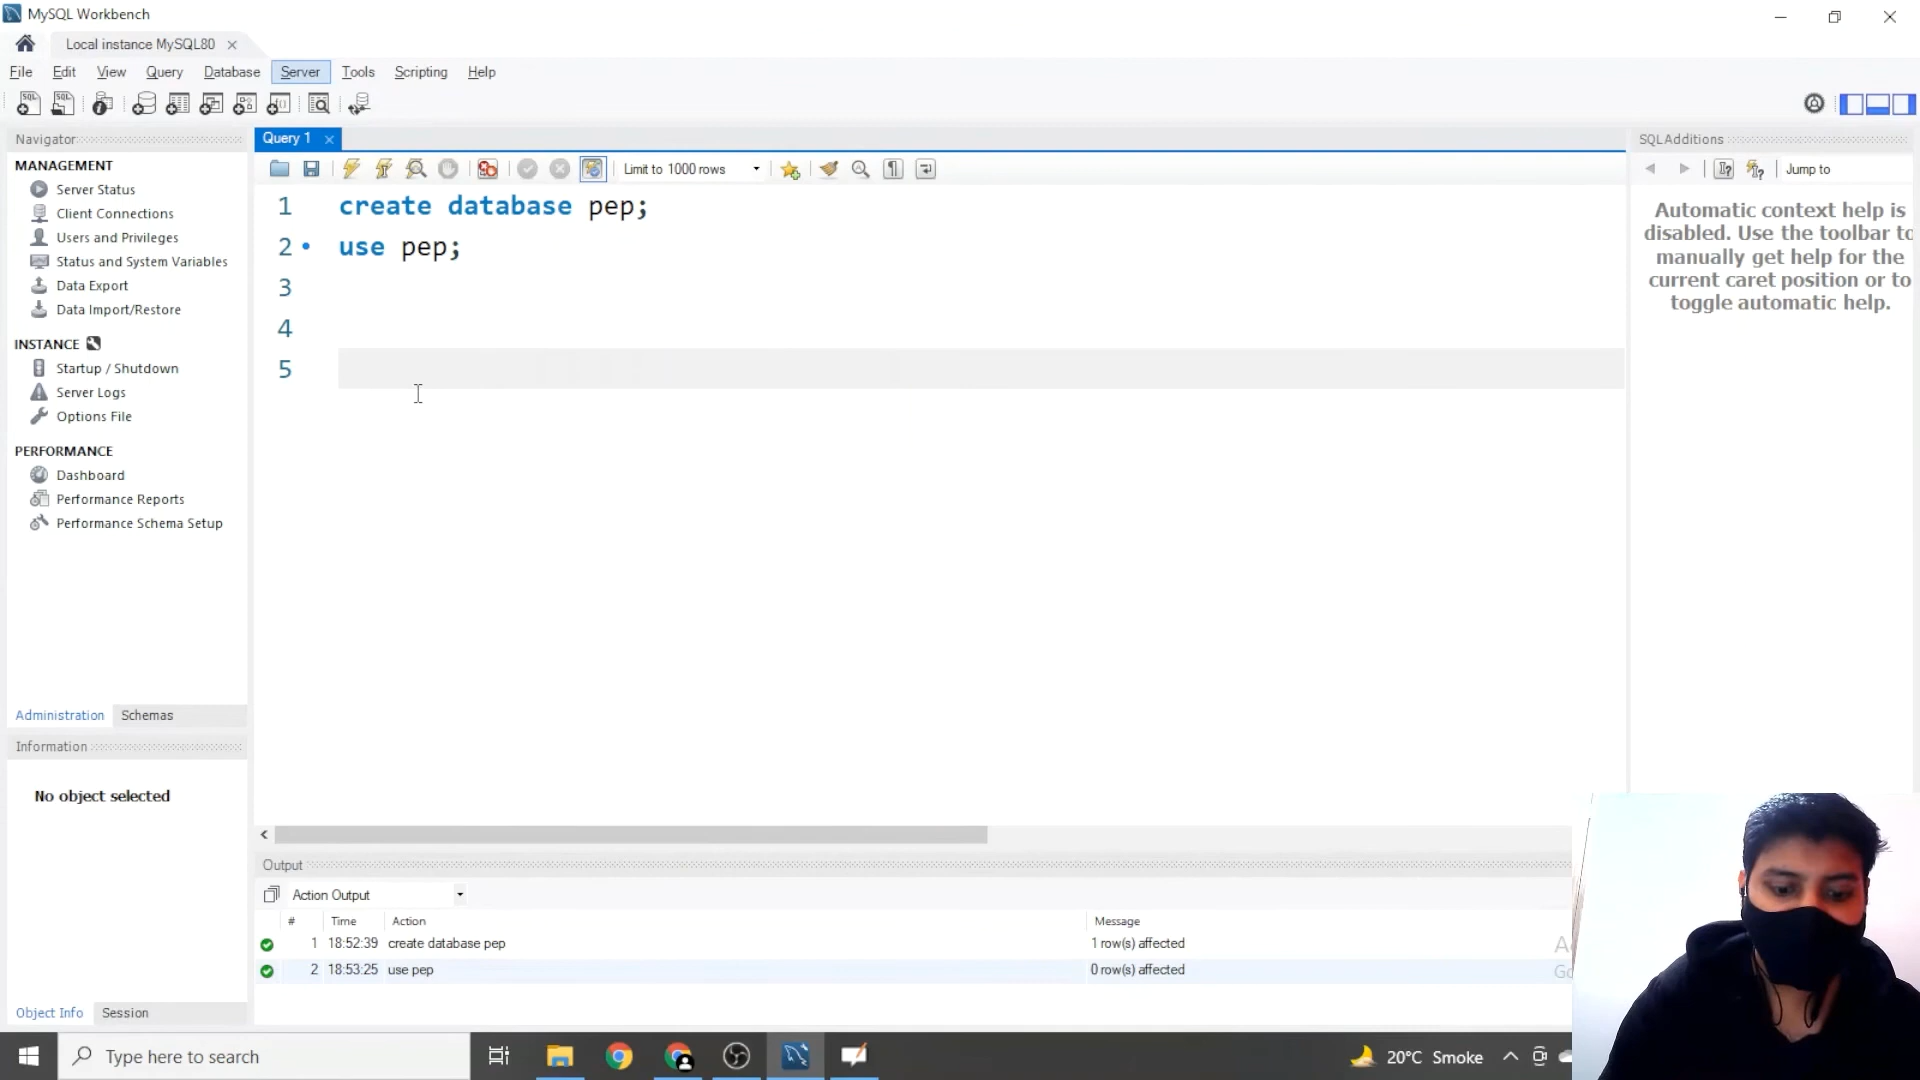 MySQL Workbench
Local instance MySQL80
File Edit View Query Database Server Tools Scripting Help
Navigator
MANAGEMENT
Server Status
Client Connections
Users and Privileges
Status and System Variables
Data Export
Data Import/Restore
INSTANCE
Startup / Shutdown
Server Logs
Options File
PERFORMANCE
Dashboard
Performance Reports
Performance Schema Setup
Administration Schemas
Information
No object selected
Object Info Session
Query 1
Limit to 1000 rows
1 create database pep;
2 use pep;
3
4
5
Output
Action Output
# Time Action Message
1 18:52:39 create database pep 1 row(s) affected
2 18:53:25 use pep 0 row(s) affected
SQLAdditions
Jump to
Automatic context help is
disabled. Use the toolbar to
manually get help for the
current caret position or to
toggle automatic help.
Type here to search
20°C Smoke